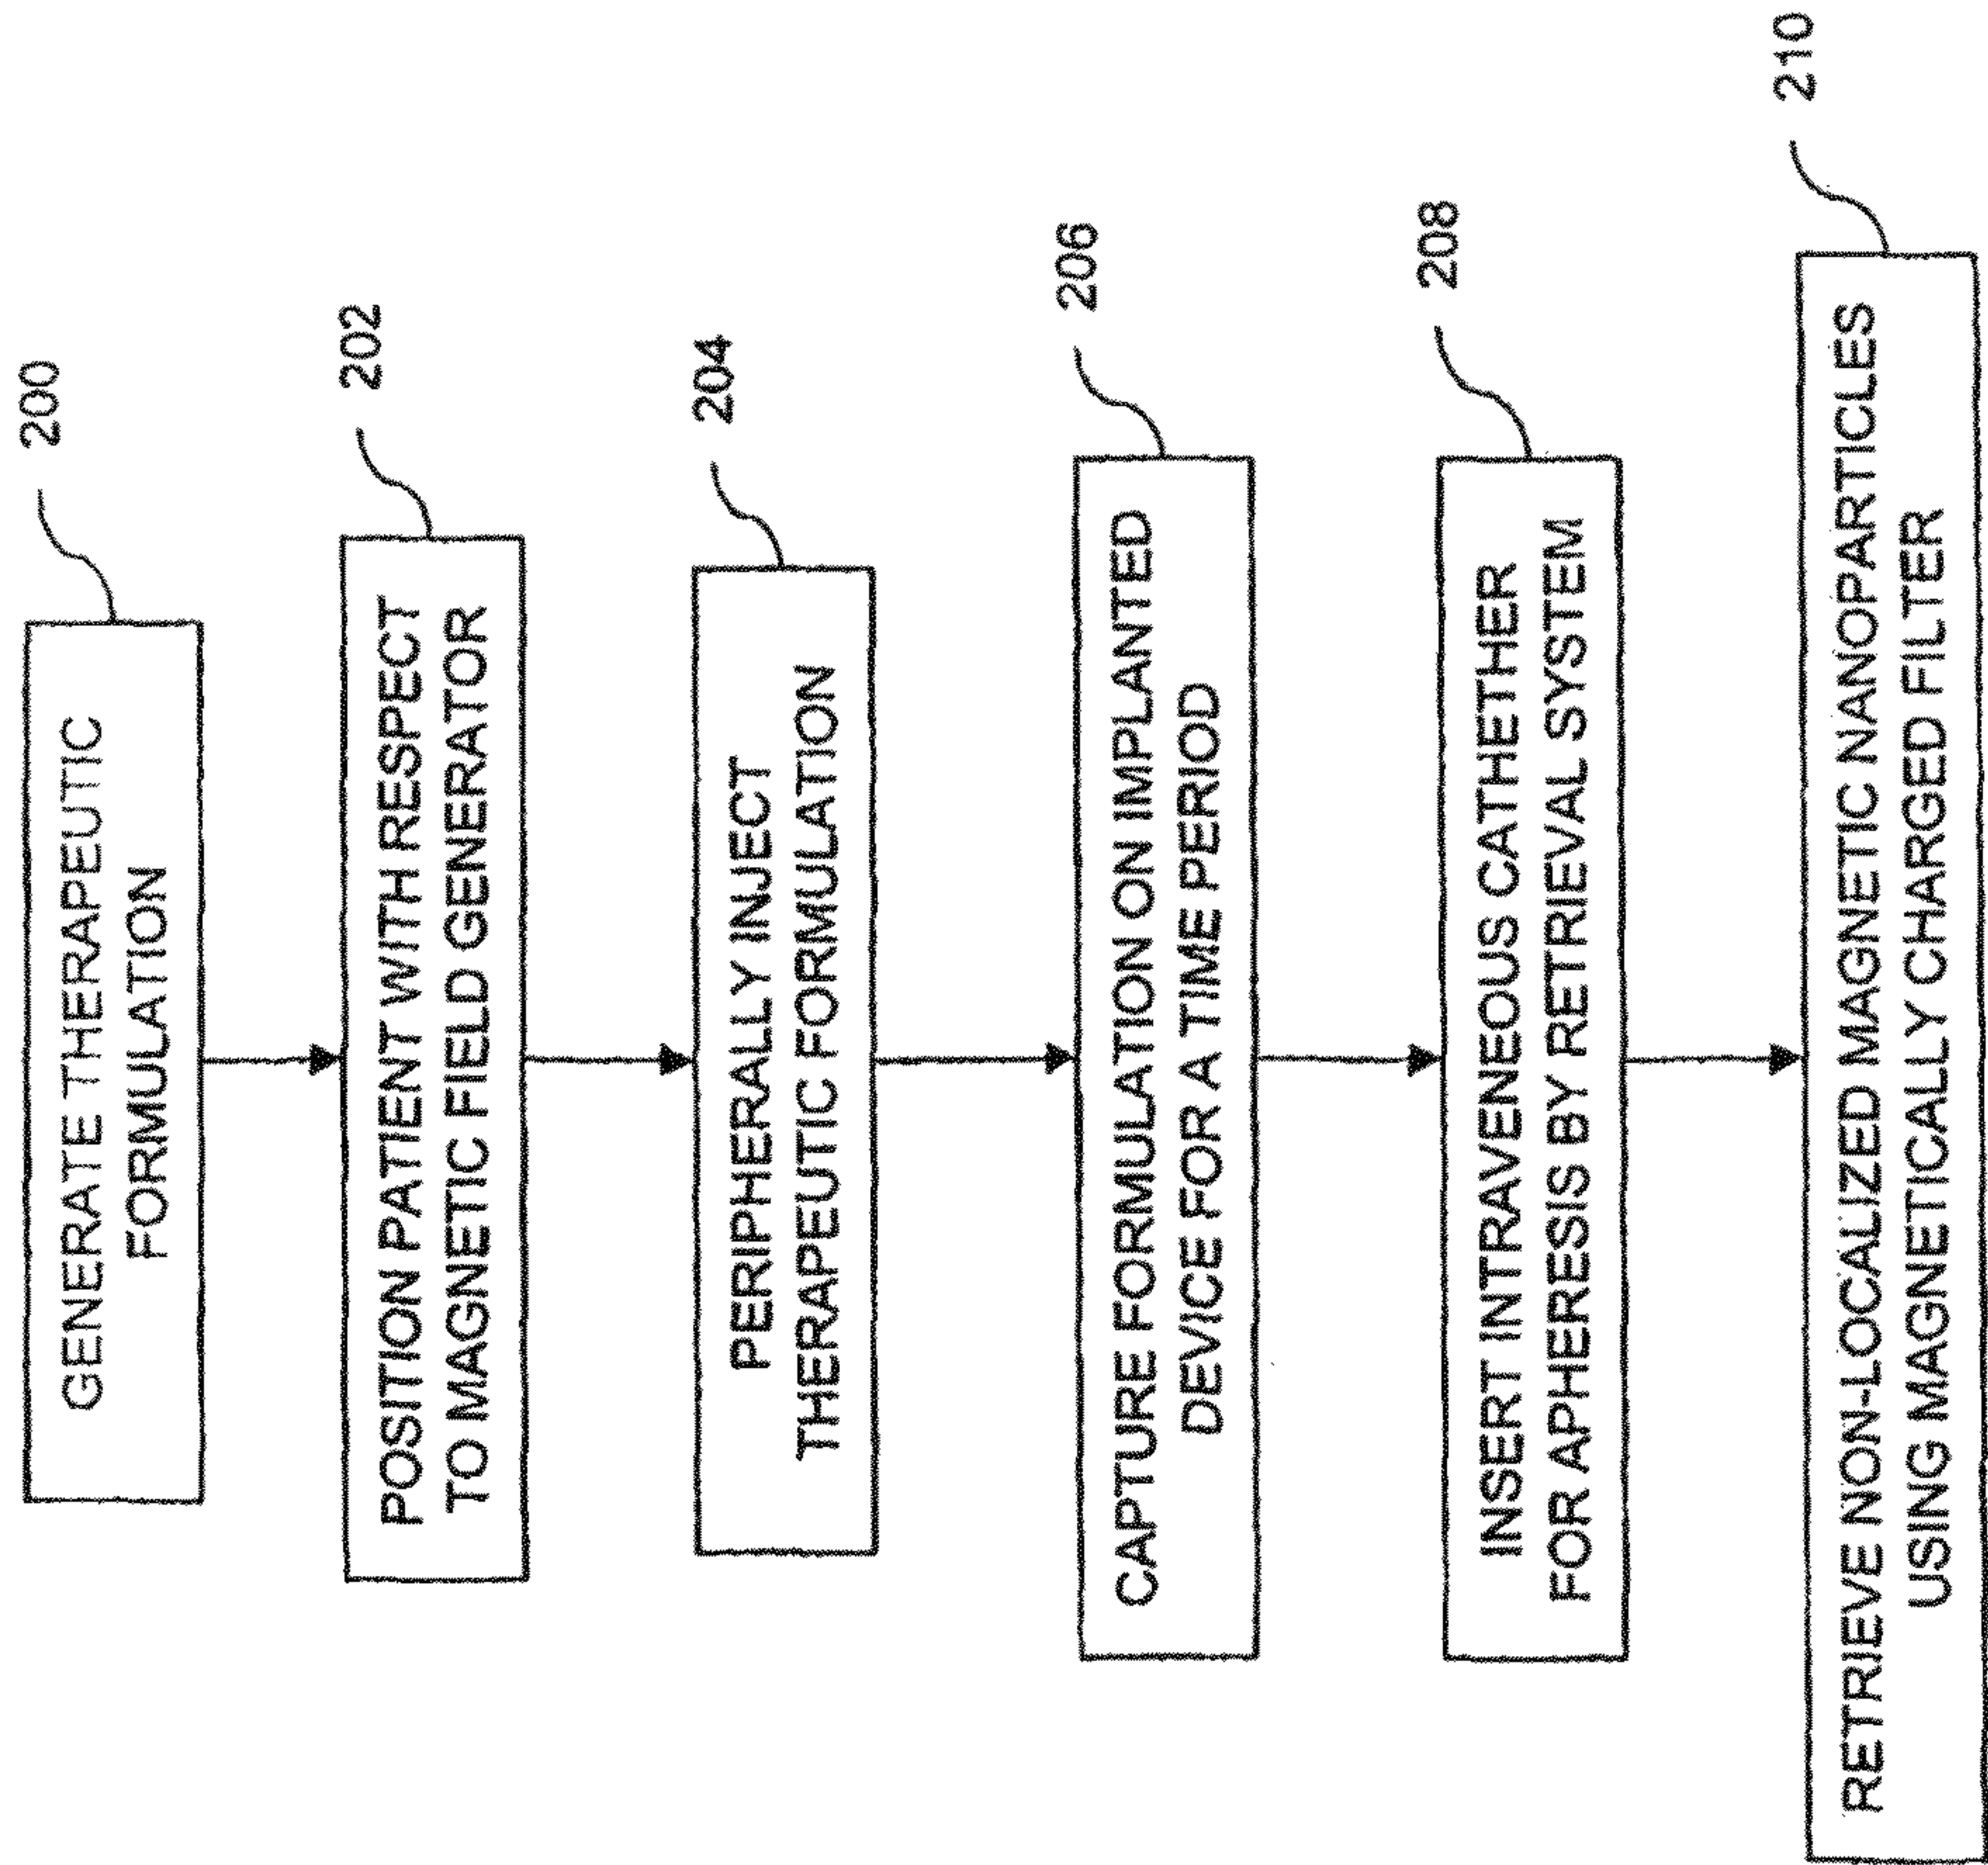 200
GENERATE THERAPEUTIC
FORMULATION
202
POSITION PATIENT WITH RESPECT
TO MAGNETIC FIELD GENERATOR
204
PERIPHERALLY INJECT
THERAPEUTIC FORMULATION
206
CAPTURE FORMULATION ON IMPLANTED
DEVICE FOR A TIME PERIOD
208
INSERT INTRAVENEOUS CATHETHER
FOR APHERESIS BY RETRIEVAL SYSTEM
210
RETRIEVE NON-LOCALIZED MAGNETIC NANOPARTICLES
USING MAGNETICALLY CHARGED FILTER